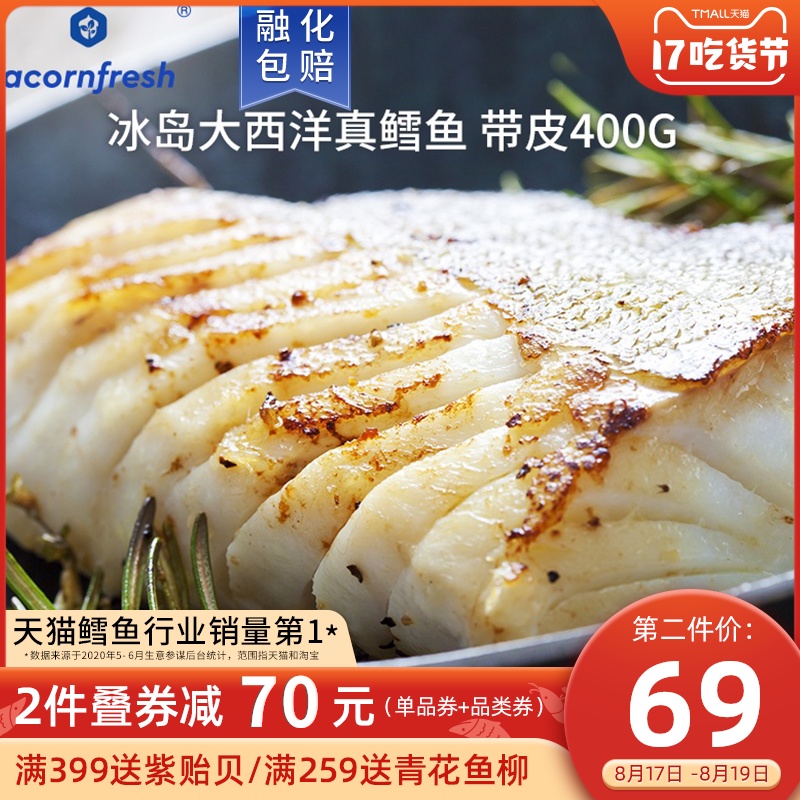 acornfresh
®
融化
包赔
TMALL天猫
17吃货节
冰岛大西洋真鳕鱼 带皮400G
天猫鳕鱼行业销量第1*
*数据来源于2020年5-6月生意参谋后台统计，范围指天猫和淘宝
2件叠券减 70 元（单品券+品类券）
满399送紫贻贝/满259送青花鱼柳
第二件价：
69
8月17日 -8月19日